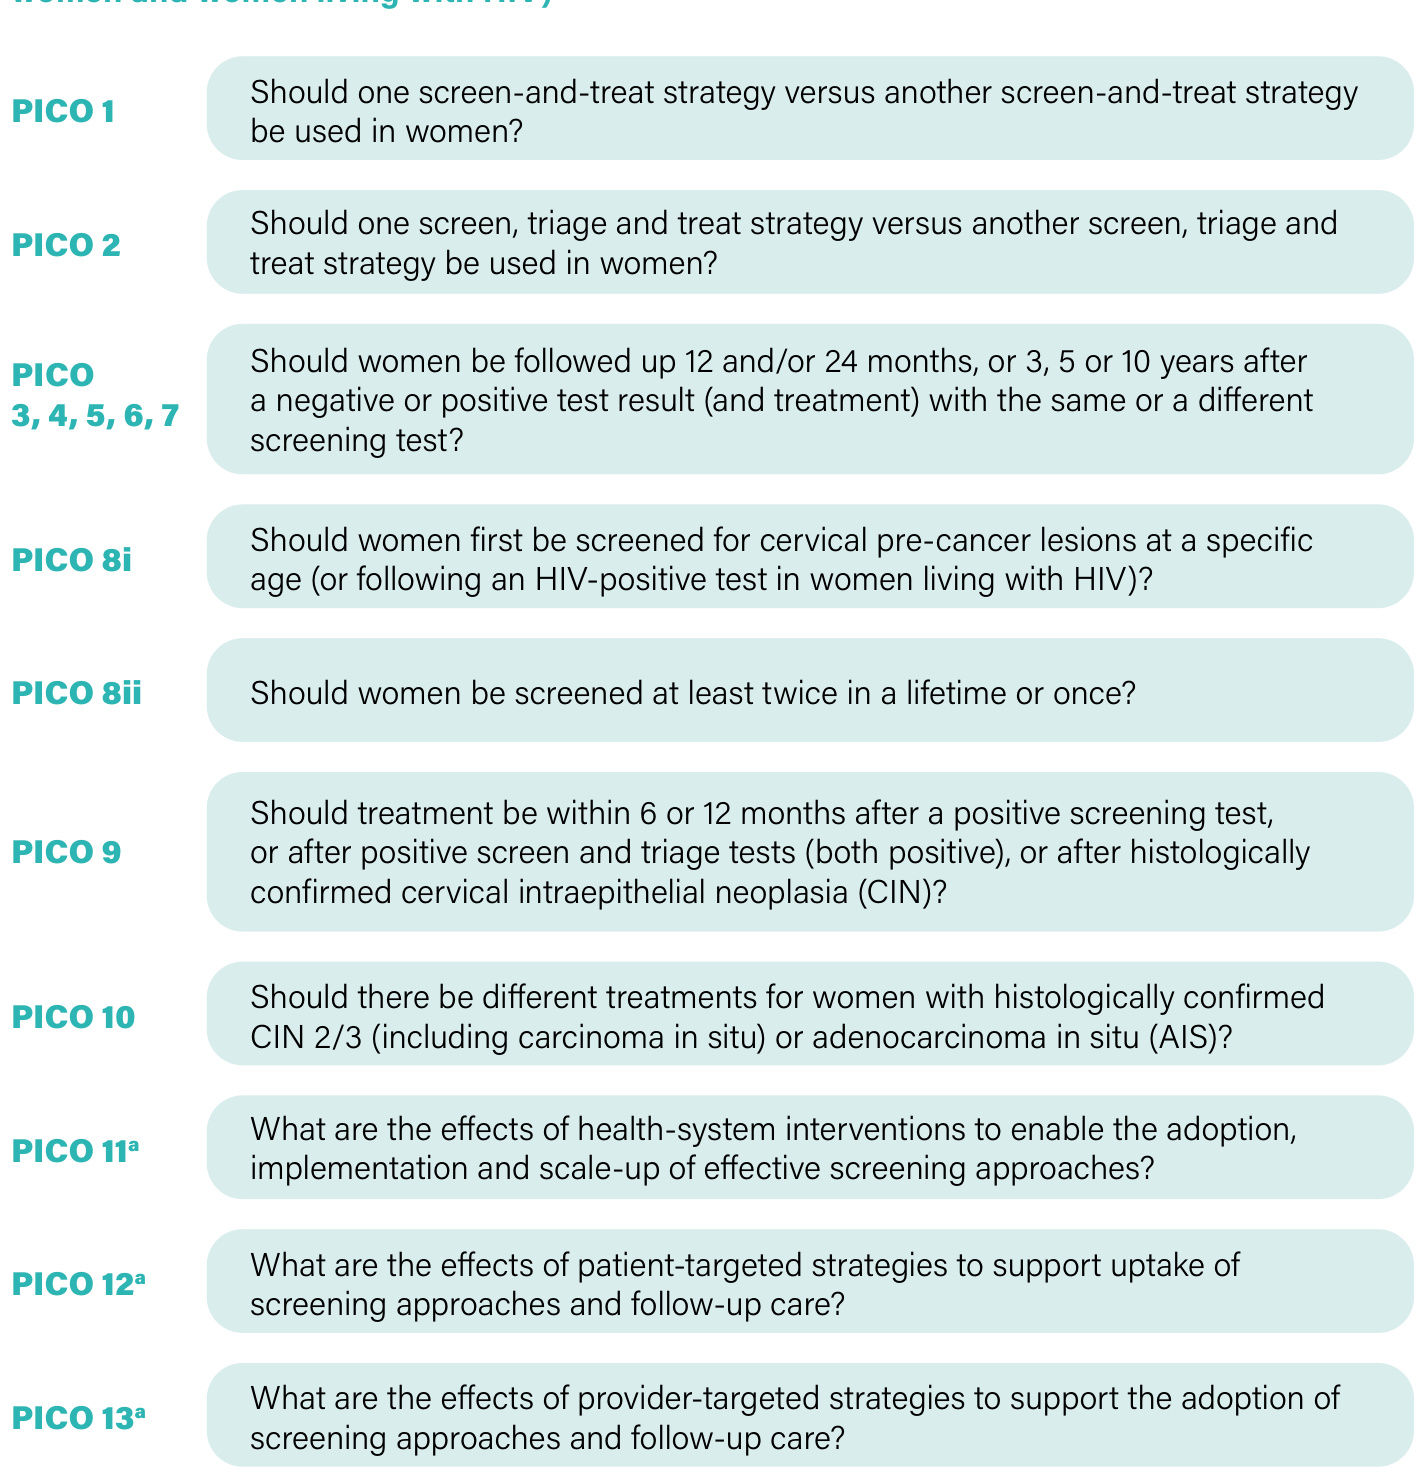 women and women living with HIV)
PICO 1
Should one screen-and-treat strategy versus another screen-and-treat strategy
be used in women?
PICO 2
Should one screen, triage and treat strategy versus another screen, triage and
treat strategy be used in women?
PICO
3, 4, 5, 6, 7
Should women be followed up 12 and/or 24 months, or 3, 5 or 10 years after
a negative or positive test result (and treatment) with the same or a different
screening test?
PICO 8i
Should women first be screened for cervical pre-cancer lesions at a specific
age (or following an HIV-positive test in women living with HIV)?
PICO 8ii
Should women be screened at least twice in a lifetime or once?
PICO 9
Should treatment be within 6 or 12 months after a positive screening test,
or after positive screen and triage tests (both positive), or after histologically
confirmed cervical intraepithelial neoplasia (CIN)?
PICO 10
Should there be different treatments for women with histologically confirmed
CIN 2/3 (including carcinoma in situ) or adenocarcinoma in situ (AIS)?
PICO 11ª
What are the effects of health-system interventions to enable the adoption,
implementation and scale-up of effective screening approaches?
PICO 12ª
What are the effects of patient-targeted strategies to support uptake of
screening approaches and follow-up care?
PICO 13ª
What are the effects of provider-targeted strategies to support the adoption of
screening approaches and follow-up care?